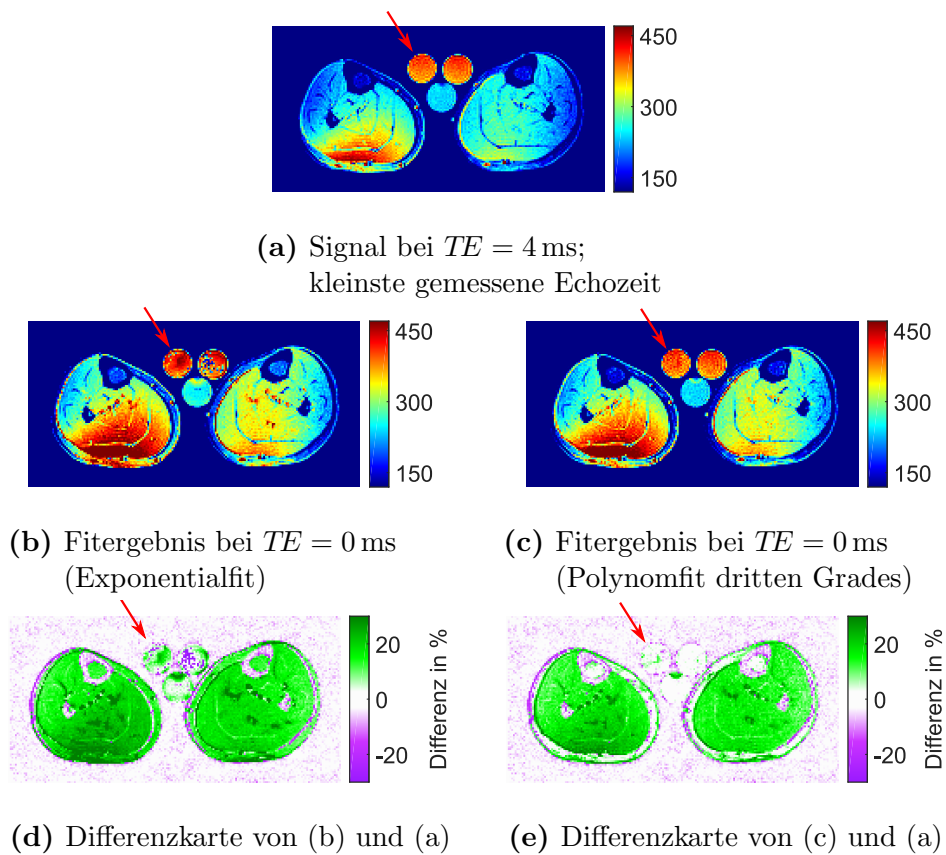 450
300
150
(a) Signal bei TE = 4 ms;
kleinste gemessene Echozeit
450
300
150
450
300
150
(b) Fitergebnis bei TE = 0 ms
(Exponentialfit)
(c) Fitergebnis bei TE = 0 ms
(Polynomfit dritten Grades)
20
0
-20
Differenz in %
20
0
-20
Differenz in %
(d) Differenzkarte von (b) und (a)
(e) Differenzkarte von (c) und (a)